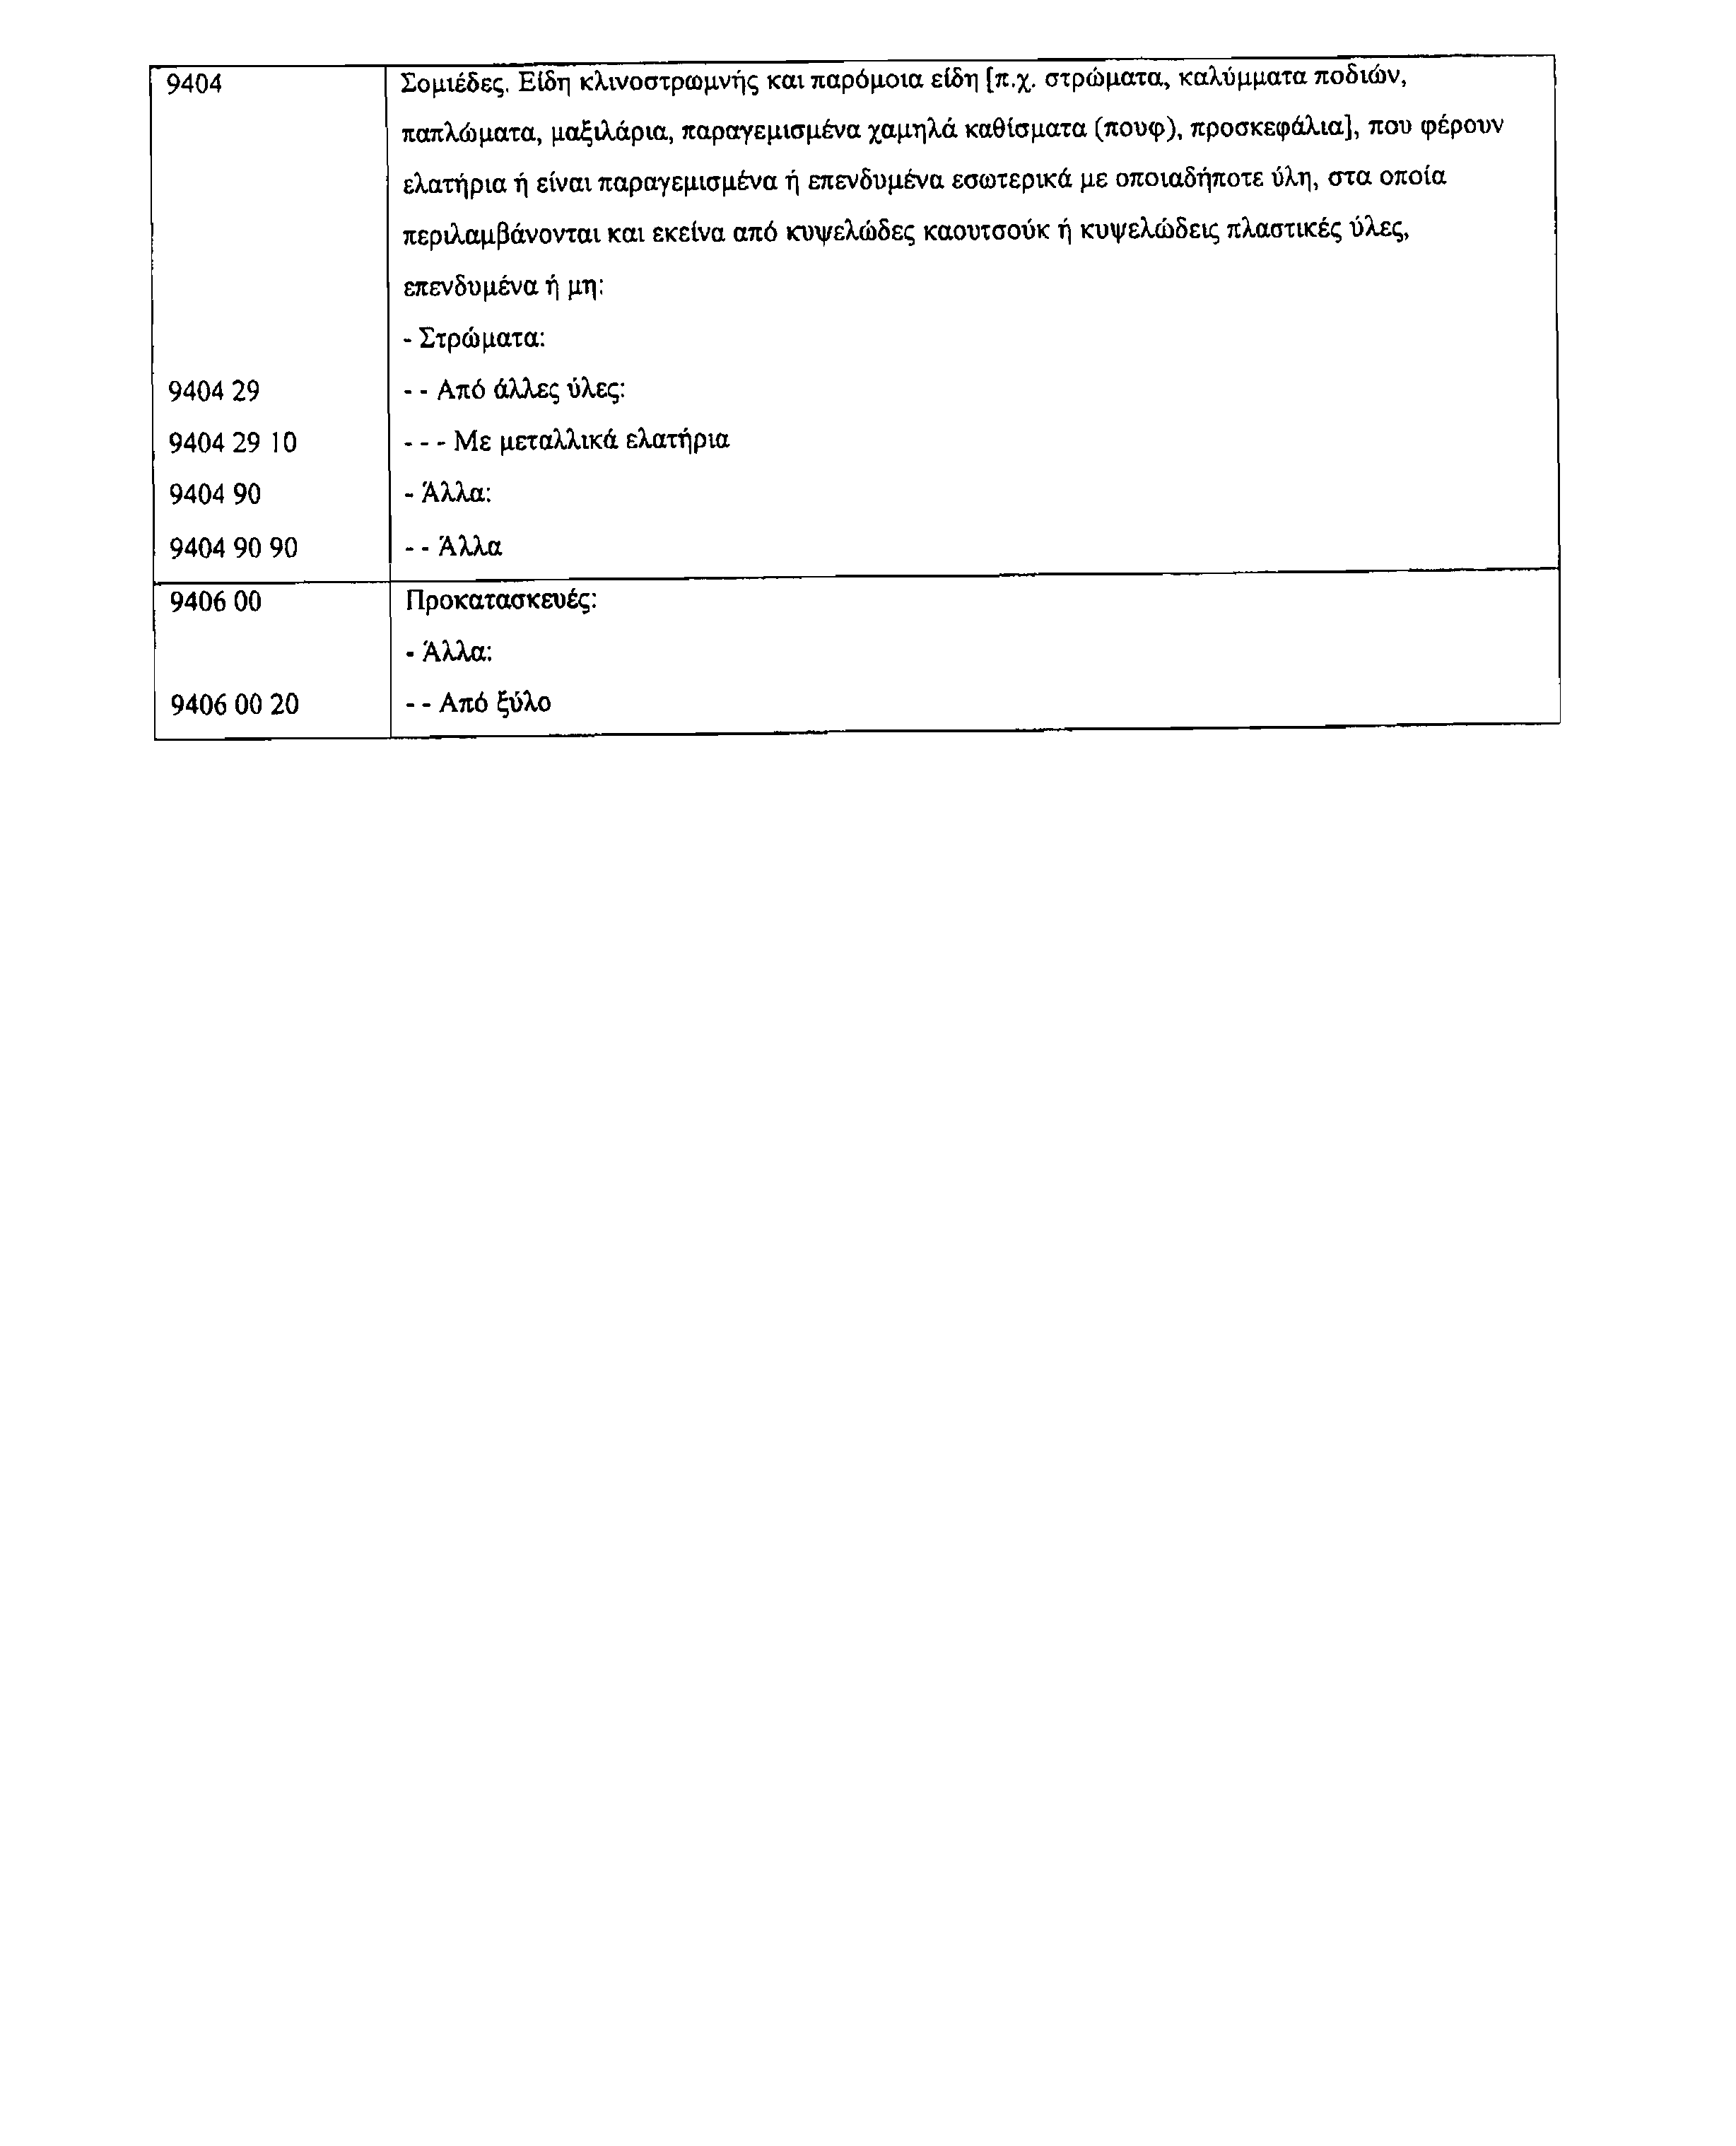 9404 Σομιέδες. Είδη κλινοστρωμνής και παρόμοια είδη [π.χ. στρώματα, καλύμματα ποδιών,
παπλώματα, μαξιλάρια, παραγεμισμένα χαμηλά καθίσματα (πουφ), προσκεφάλια], που φέρουν
ελατήρια ή είναι παραγεμισμένα ή επενδυμένα εσωτερικά με οποιαδήποτε ύλη, στα οποία
περιλαμβάνονται και εκείνα από κυψελώδες καουτσούκ ή κυψελώδεις πλαστικές ύλες,
επενδυμένα ή μη:
- Στρώματα:
9404 29 - - Από άλλες ύλες:
9404 29 10 - - - Με μεταλλικά ελατήρια
9404 90 - Άλλα:
9404 90 90 - - Άλλα
9406 00 Προκατασκευές:
- Άλλα:
9406 00 20 - - Από ξύλο